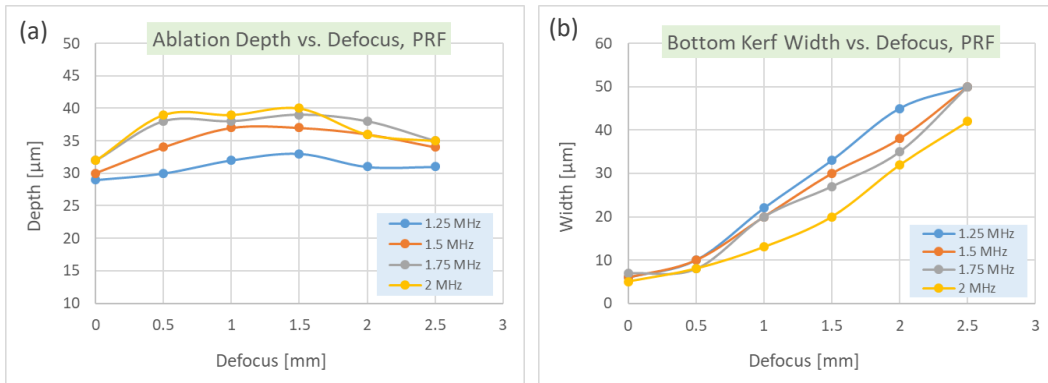 (a)
Ablation Depth vs. Defocus, PRF
Depth [µm]
50
45
40
35
30
25
20
15
10
0 0.5 1 1.5 2 2.5 3
Defocus [mm]
1.25 MHz
1.5 MHz
1.75 MHz
2 MHz
(b)
Bottom Kerf Width vs. Defocus, PRF
Width [µm]
60
50
40
30
20
10
0
0 0.5 1 1.5 2 2.5 3
Defocus [mm]
1.25 MHz
1.5 MHz
1.75 MHz
2 MHz